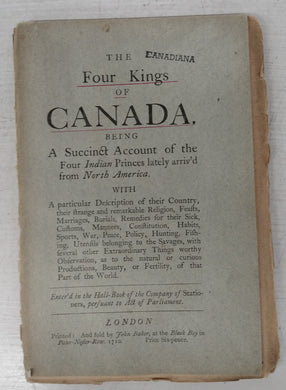 THE
CANADIANA
Four Kings
OF
CANADA.
BEING
A Succinct Account of the
Four Indian Princes lately arriv'd
from North America.
WITH
A particular Description of their Country,
their strange and remarkable Religion, Feasts,
Marriages, Burials, Remedies for their Sick,
Customs, Manners, Constitution, Habits,
Sports, War, Peace, Policy, Hunting, Fish-
ing, Utensils belonging to the Savages, with
several other Extraordinary Things worthy
Observation, as to the natural or curious
Productions, Beauty, or Fertility, of that
Part of the World.
Enter'd in the Hall-Book of the Company of Statio-
ners, pursuant to Act of Parliament.
LONDON
Printed: And sold by John Baker, at the Black Boy in
Pater-Noster-Row. 1710. Price Six-pence.